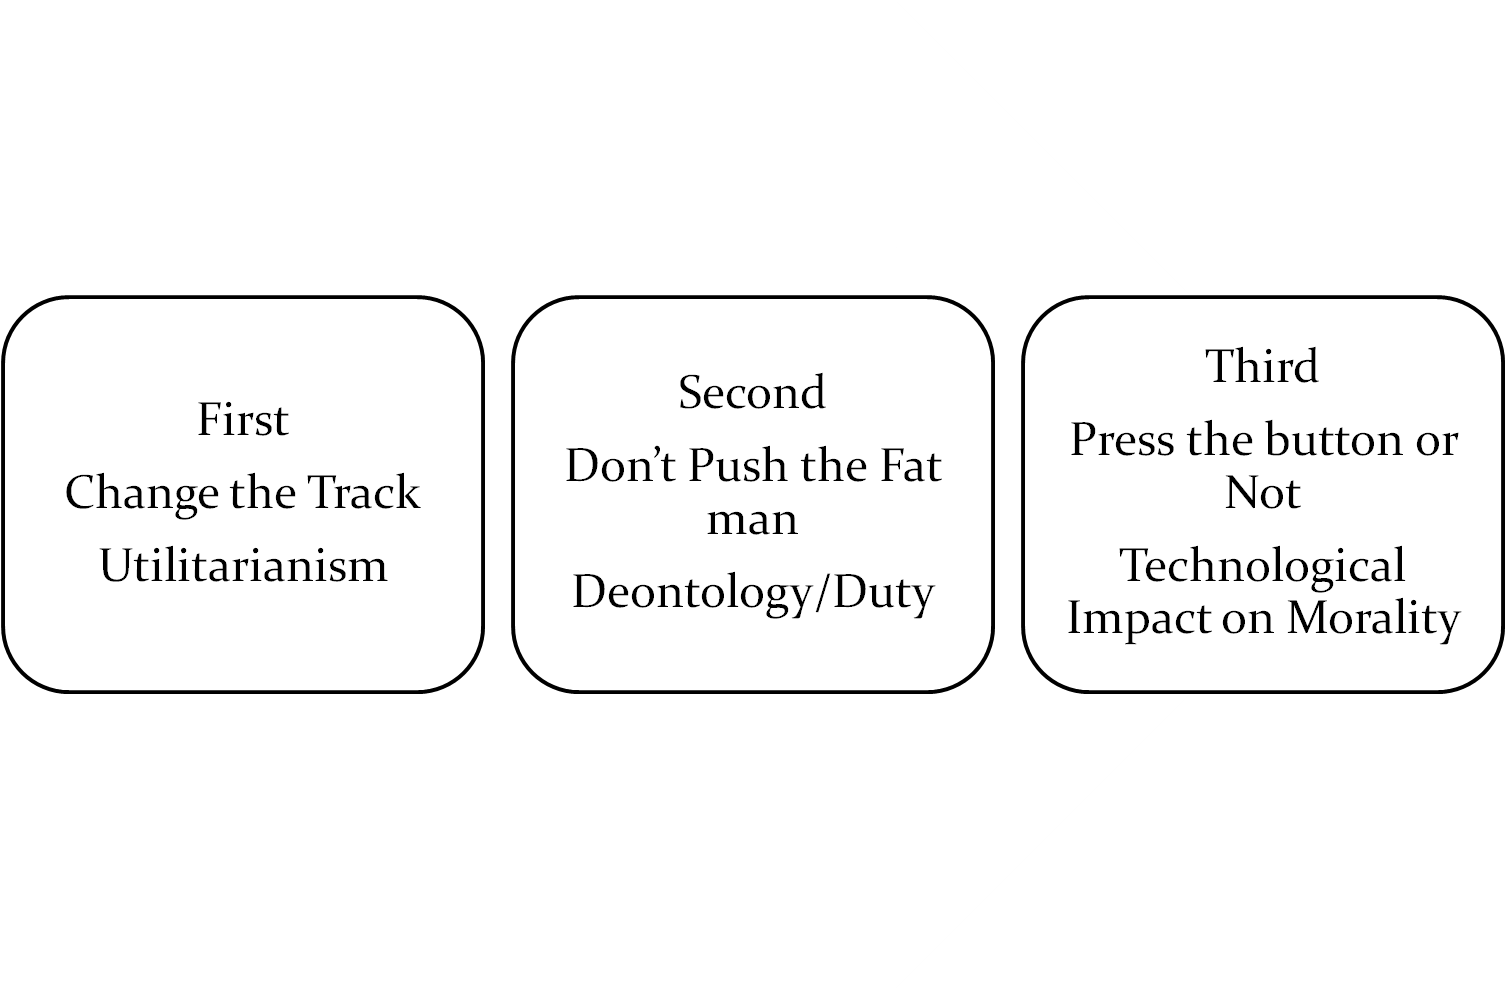 First
Change the Track
Utilitarianism
Second
Don’t Push the Fat
man
Deontology/Duty
Third
Press the button or
Not
Technological
Impact on Morality